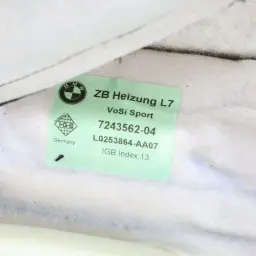 ZB Heizung L7
VoSi Sport
7243562-04
L0253864-AA07
Germany
IGB index 13